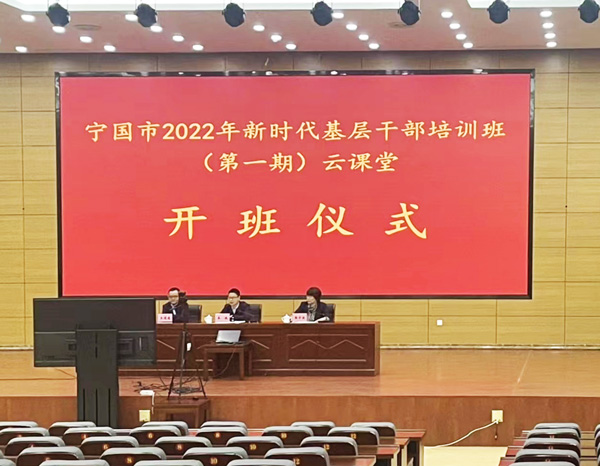 宁国市2022年新时代基层干部培训班
（第一期）云课堂
开班仪式